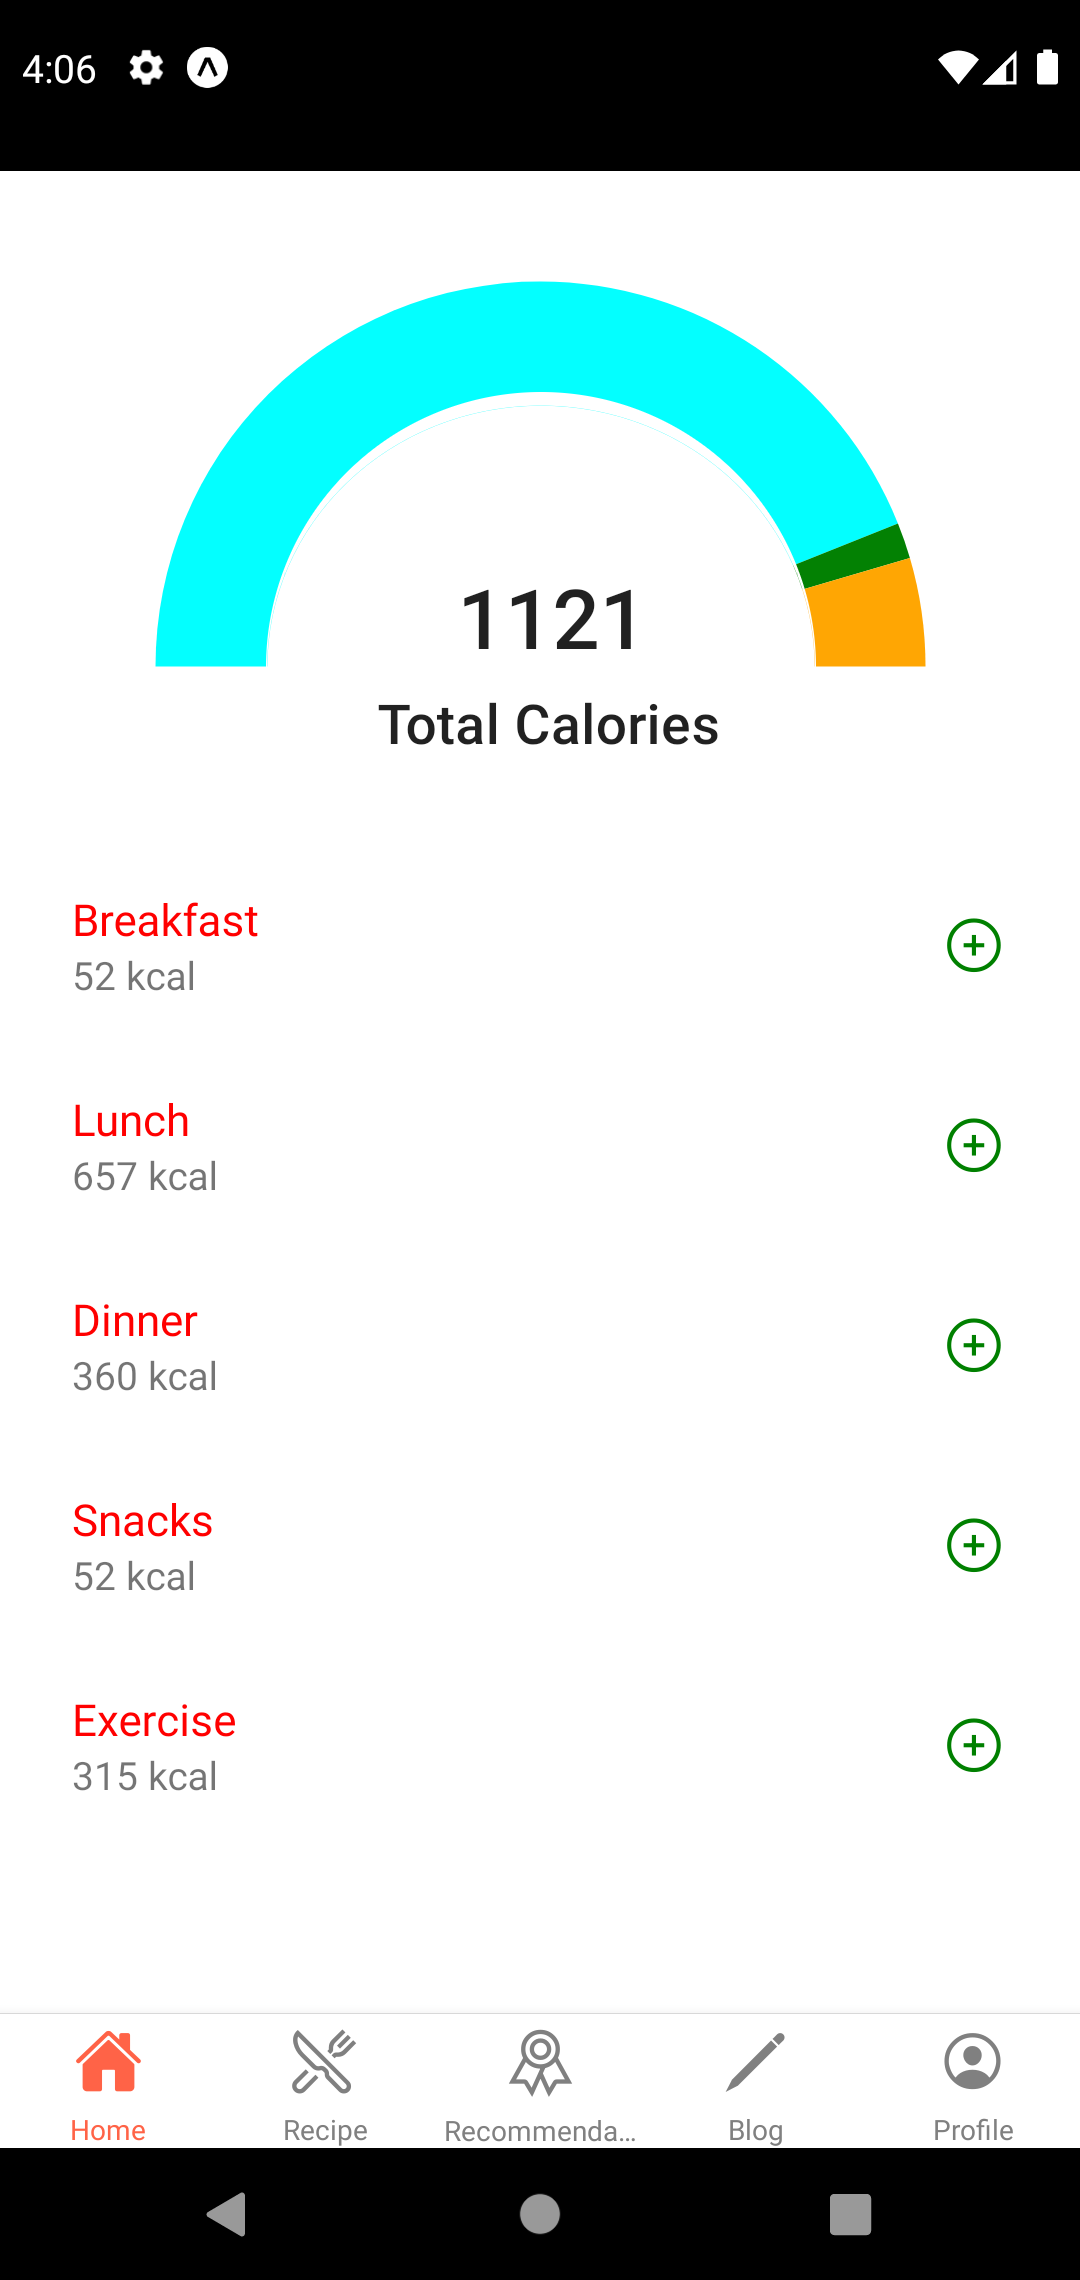 4:06
1121
Total Calories
Breakfast
52 kcal
Lunch
657 kcal
Dinner
360 kcal
Snacks
52 kcal
Exercise
315 kcal
Home
Recipe
Recommenda...
Blog
Profile